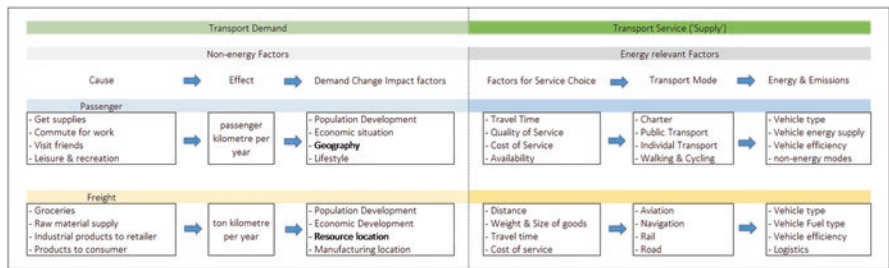 Transport Demand
Transport Service ('Supply')
Non-energy Factors
Energy relevant Factors
Cause
Effect
Demand Change Impact factors
Factors for Service Choice
Transport Mode
Energy & Emissions
Passenger
- Get supplies
- Commute for work
- Visit friends
- Leisure & recreation
passenger
kilometre per
year
- Population Development
- Economic situation
- Geography
- Lifestyle
- Travel Time
- Quality of Service
- Cost of Service
- Availability
- Charter
- Public Transport
- Individal Transport
- Walking & Cycling
- Vehicle type
- Vehicle energy supply
- Vehicle efficiency
- non-energy modes
Freight
- Groceries
- Raw material supply
- Industrial products to retailer
- Products to consumer
ton kilometre
per year
- Population Development
- Economic Development
- Resource location
- Manufacturing location
- Distance
- Weight & Size of goods
- Travel time
- Cost of service
- Aviation
- Navigation
- Rail
- Road
- Vehicle type
- Vehicle Fuel type
- Vehicle efficiency
- Logistics